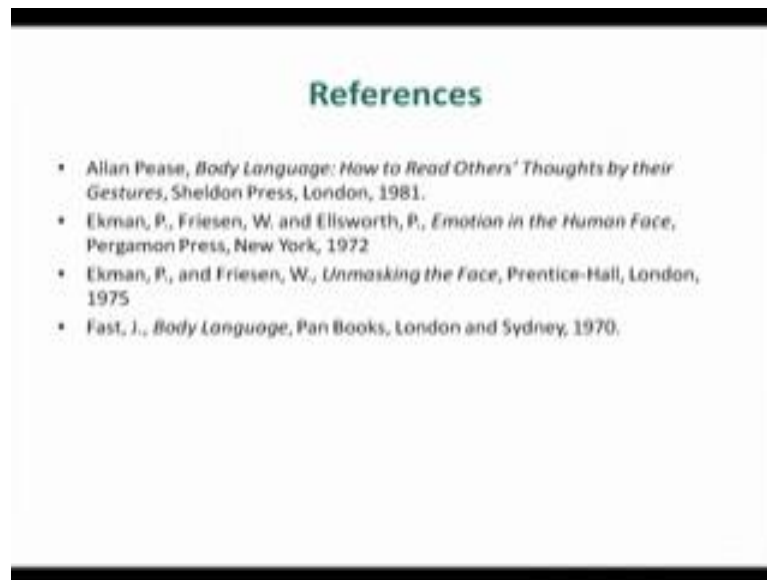 References
• Allan Pease, Body Language: How to Read Others' Thoughts by their
Gestures, Sheldon Press, London, 1981.
• Ekman, P., Friesen, W. and Ellsworth, P., Emotion in the Human Face,
Pergamon Press, New York, 1972
• Ekman, P., and Friesen, W., Unmasking the Face, Prentice-Hall, London,
1975
• Fast, J., Body Language, Pan Books, London and Sydney, 1970.